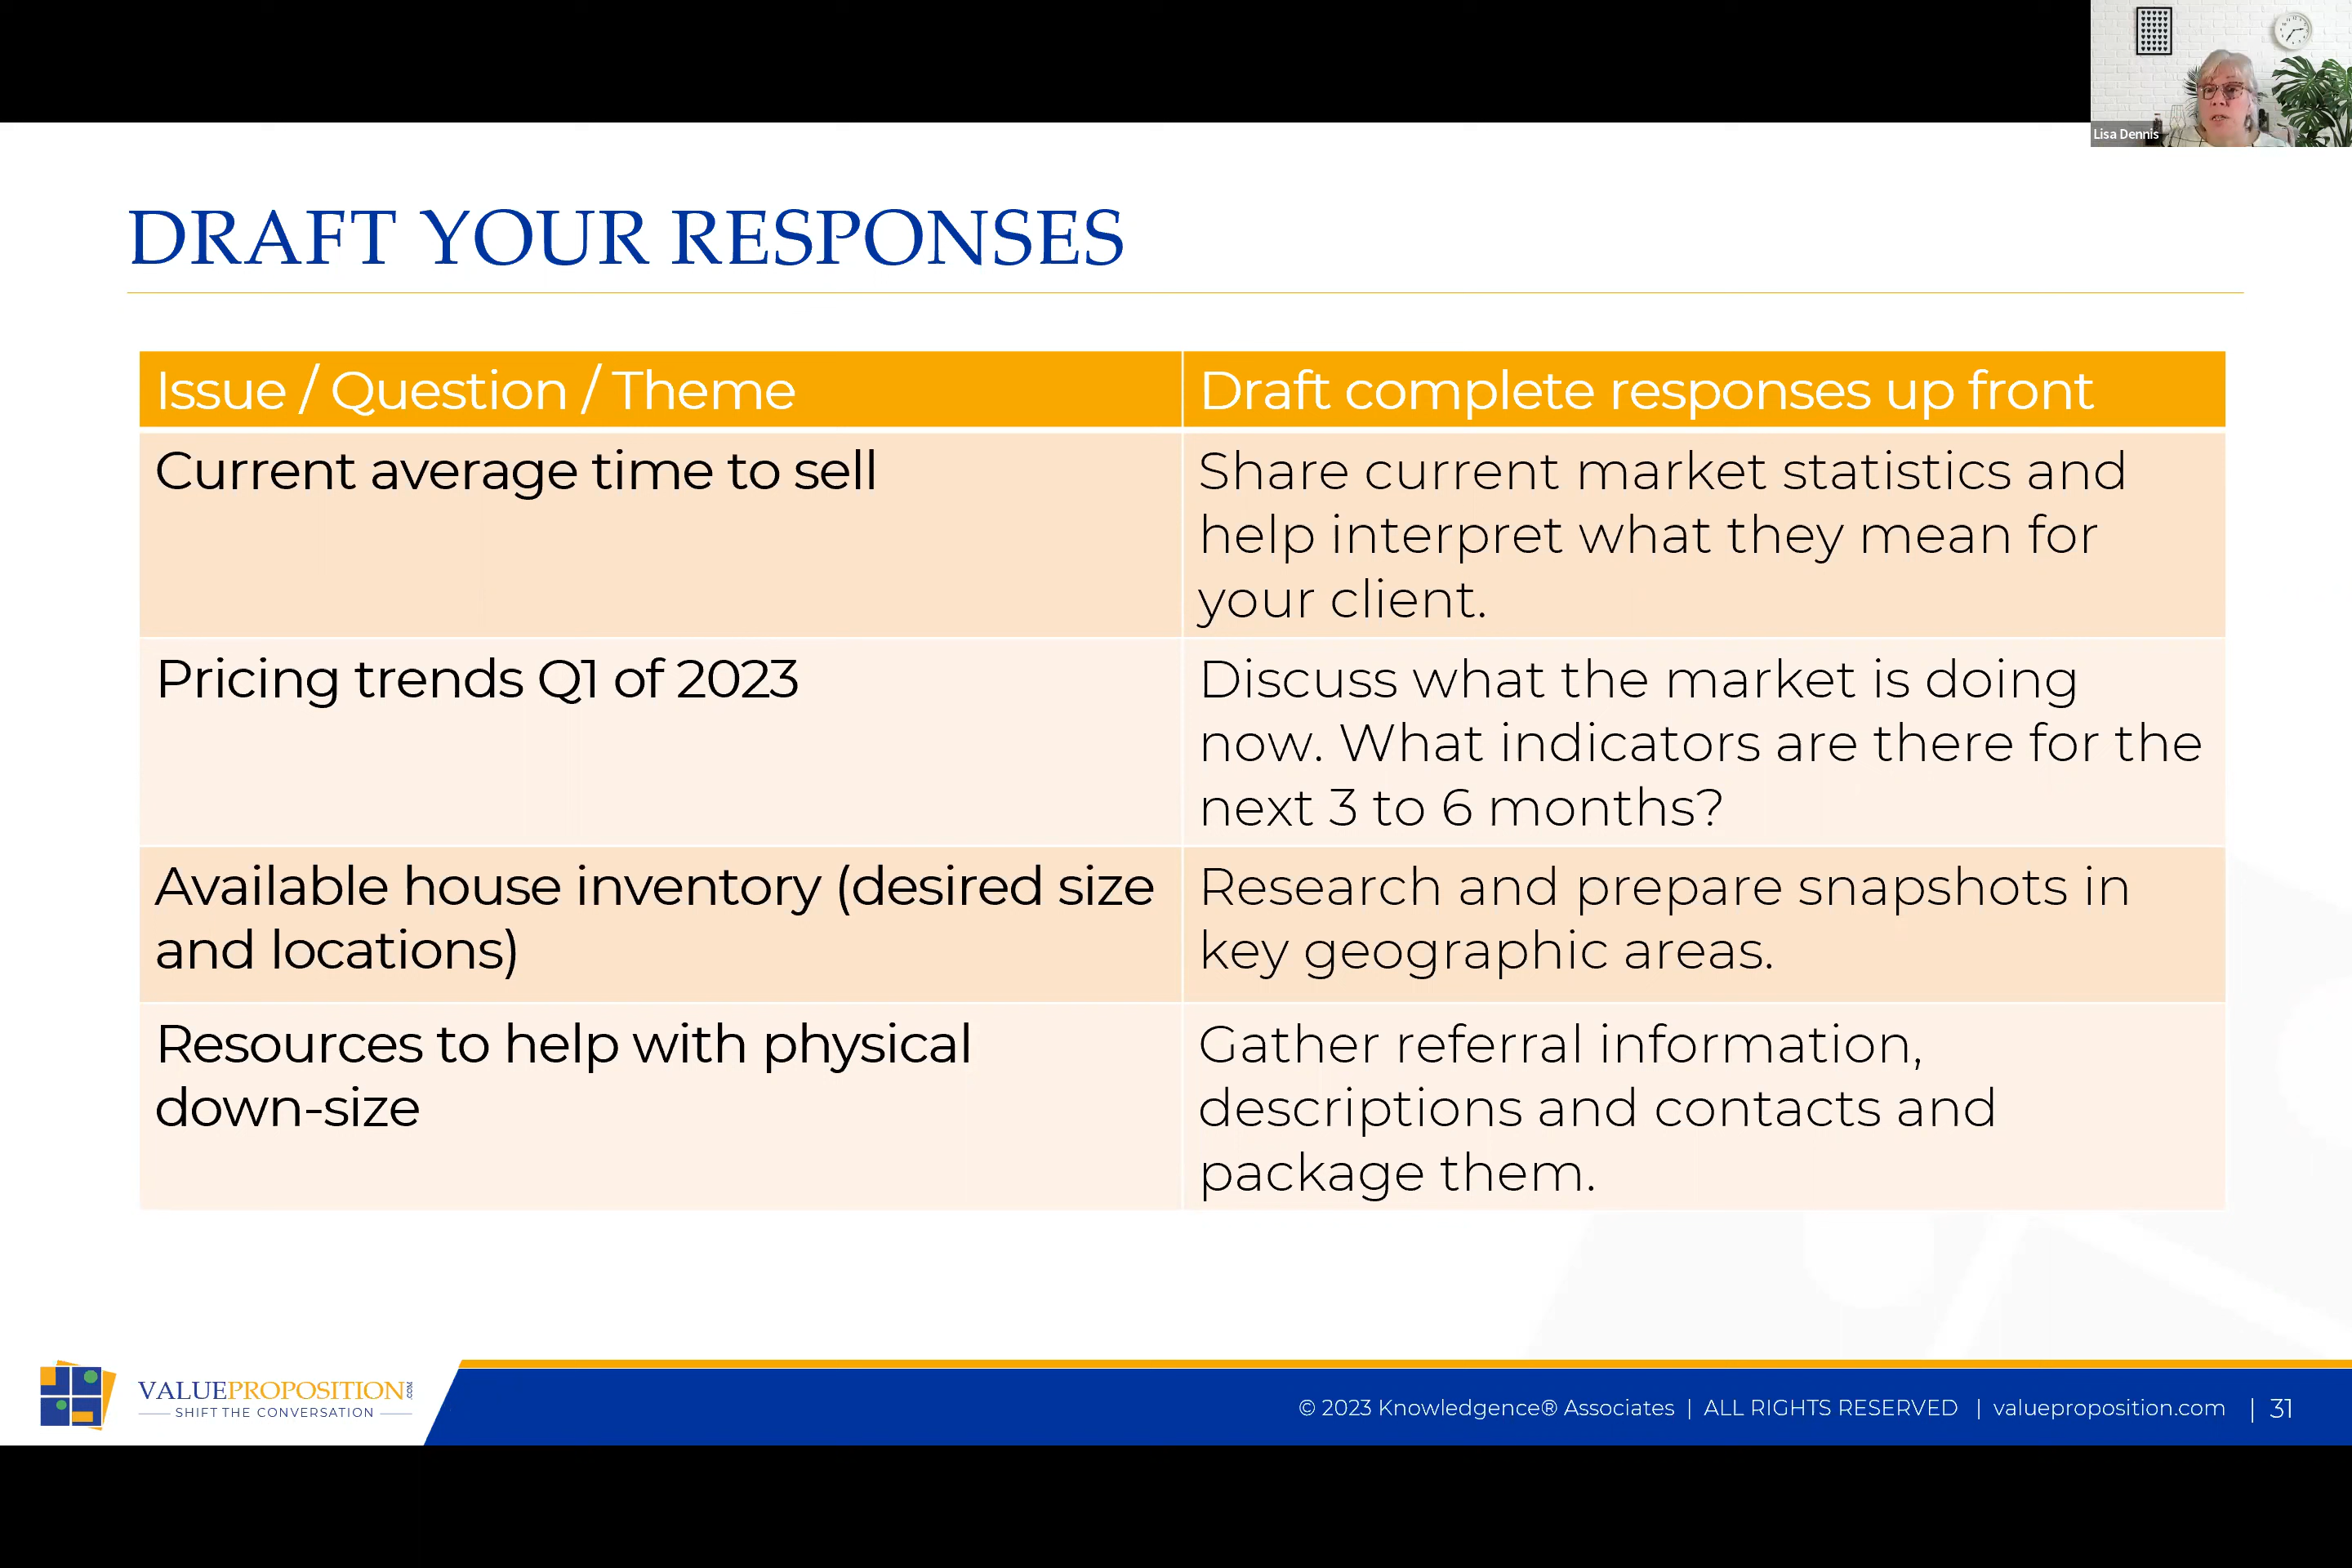 Lisa Dennis
DRAFT YOUR RESPONSES
Issue / Question / Theme
Draft complete responses up front
Current average time to sell
Share current market statistics and
help interpret what they mean for
your client.
Pricing trends Q1 of 2023
Discuss what the market is doing
now. What indicators are there for the
next 3 to 6 months?
Available house inventory (desired size
and locations)
Research and prepare snapshots in
key geographic areas.
Resources to help with physical
down-size
Gather referral information,
descriptions and contacts and
package them.
VALUEPROPOSITION.COM
SHIFT THE CONVERSATION
© 2023 Knowledgence® Associates | ALL RIGHTS RESERVED | valueproposition.com | 31